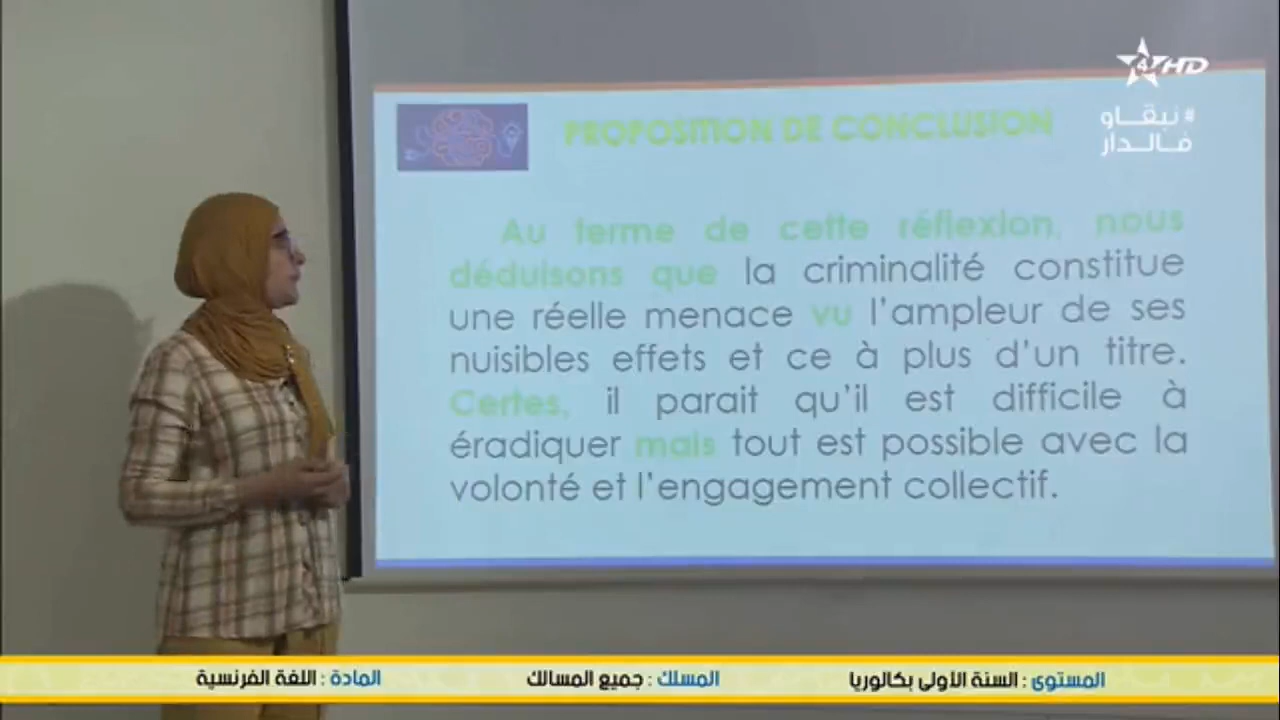 4 HD
#نبقاو
فالدار
PROPOSITION DE CONCLUSION
Au terme de cette réflexion, nous
déduisons que la criminalité constitue
une réelle menace vu l’ampleur de ses
nuisibles effets et ce à plus d’un titre.
Certes, il parait qu’il est difficile à
éradiquer mais tout est possible avec la
volonté et l’engagement collectif.
المستوى : السنة الأولى بكالوريا المسلك : جميع المسالك المادة : اللغة الفرنسية